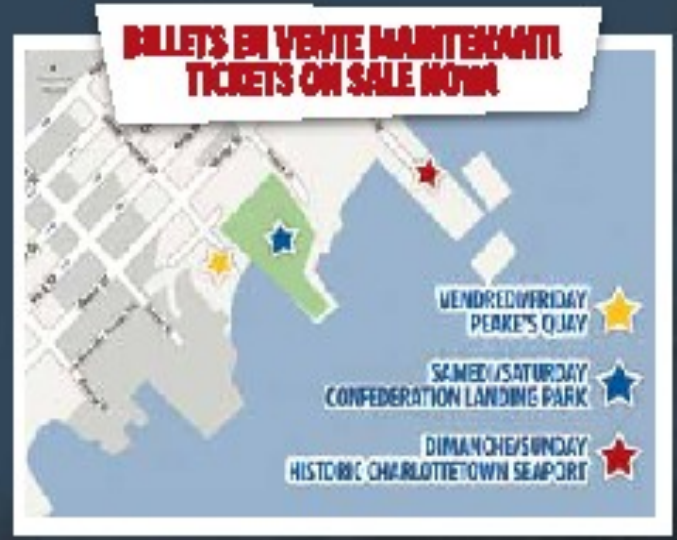 BILLETS EN VENTE MAINTENANT!
TICKETS ON SALE NOW!
VENDREDI/FRIDAY
PEAKE'S QUAY
SAMEDI/SATURDAY
CONFEDERATION LANDING PARK
DIMANCHE/SUNDAY
HISTORIC CHARLOTTETOWN SEAPORT